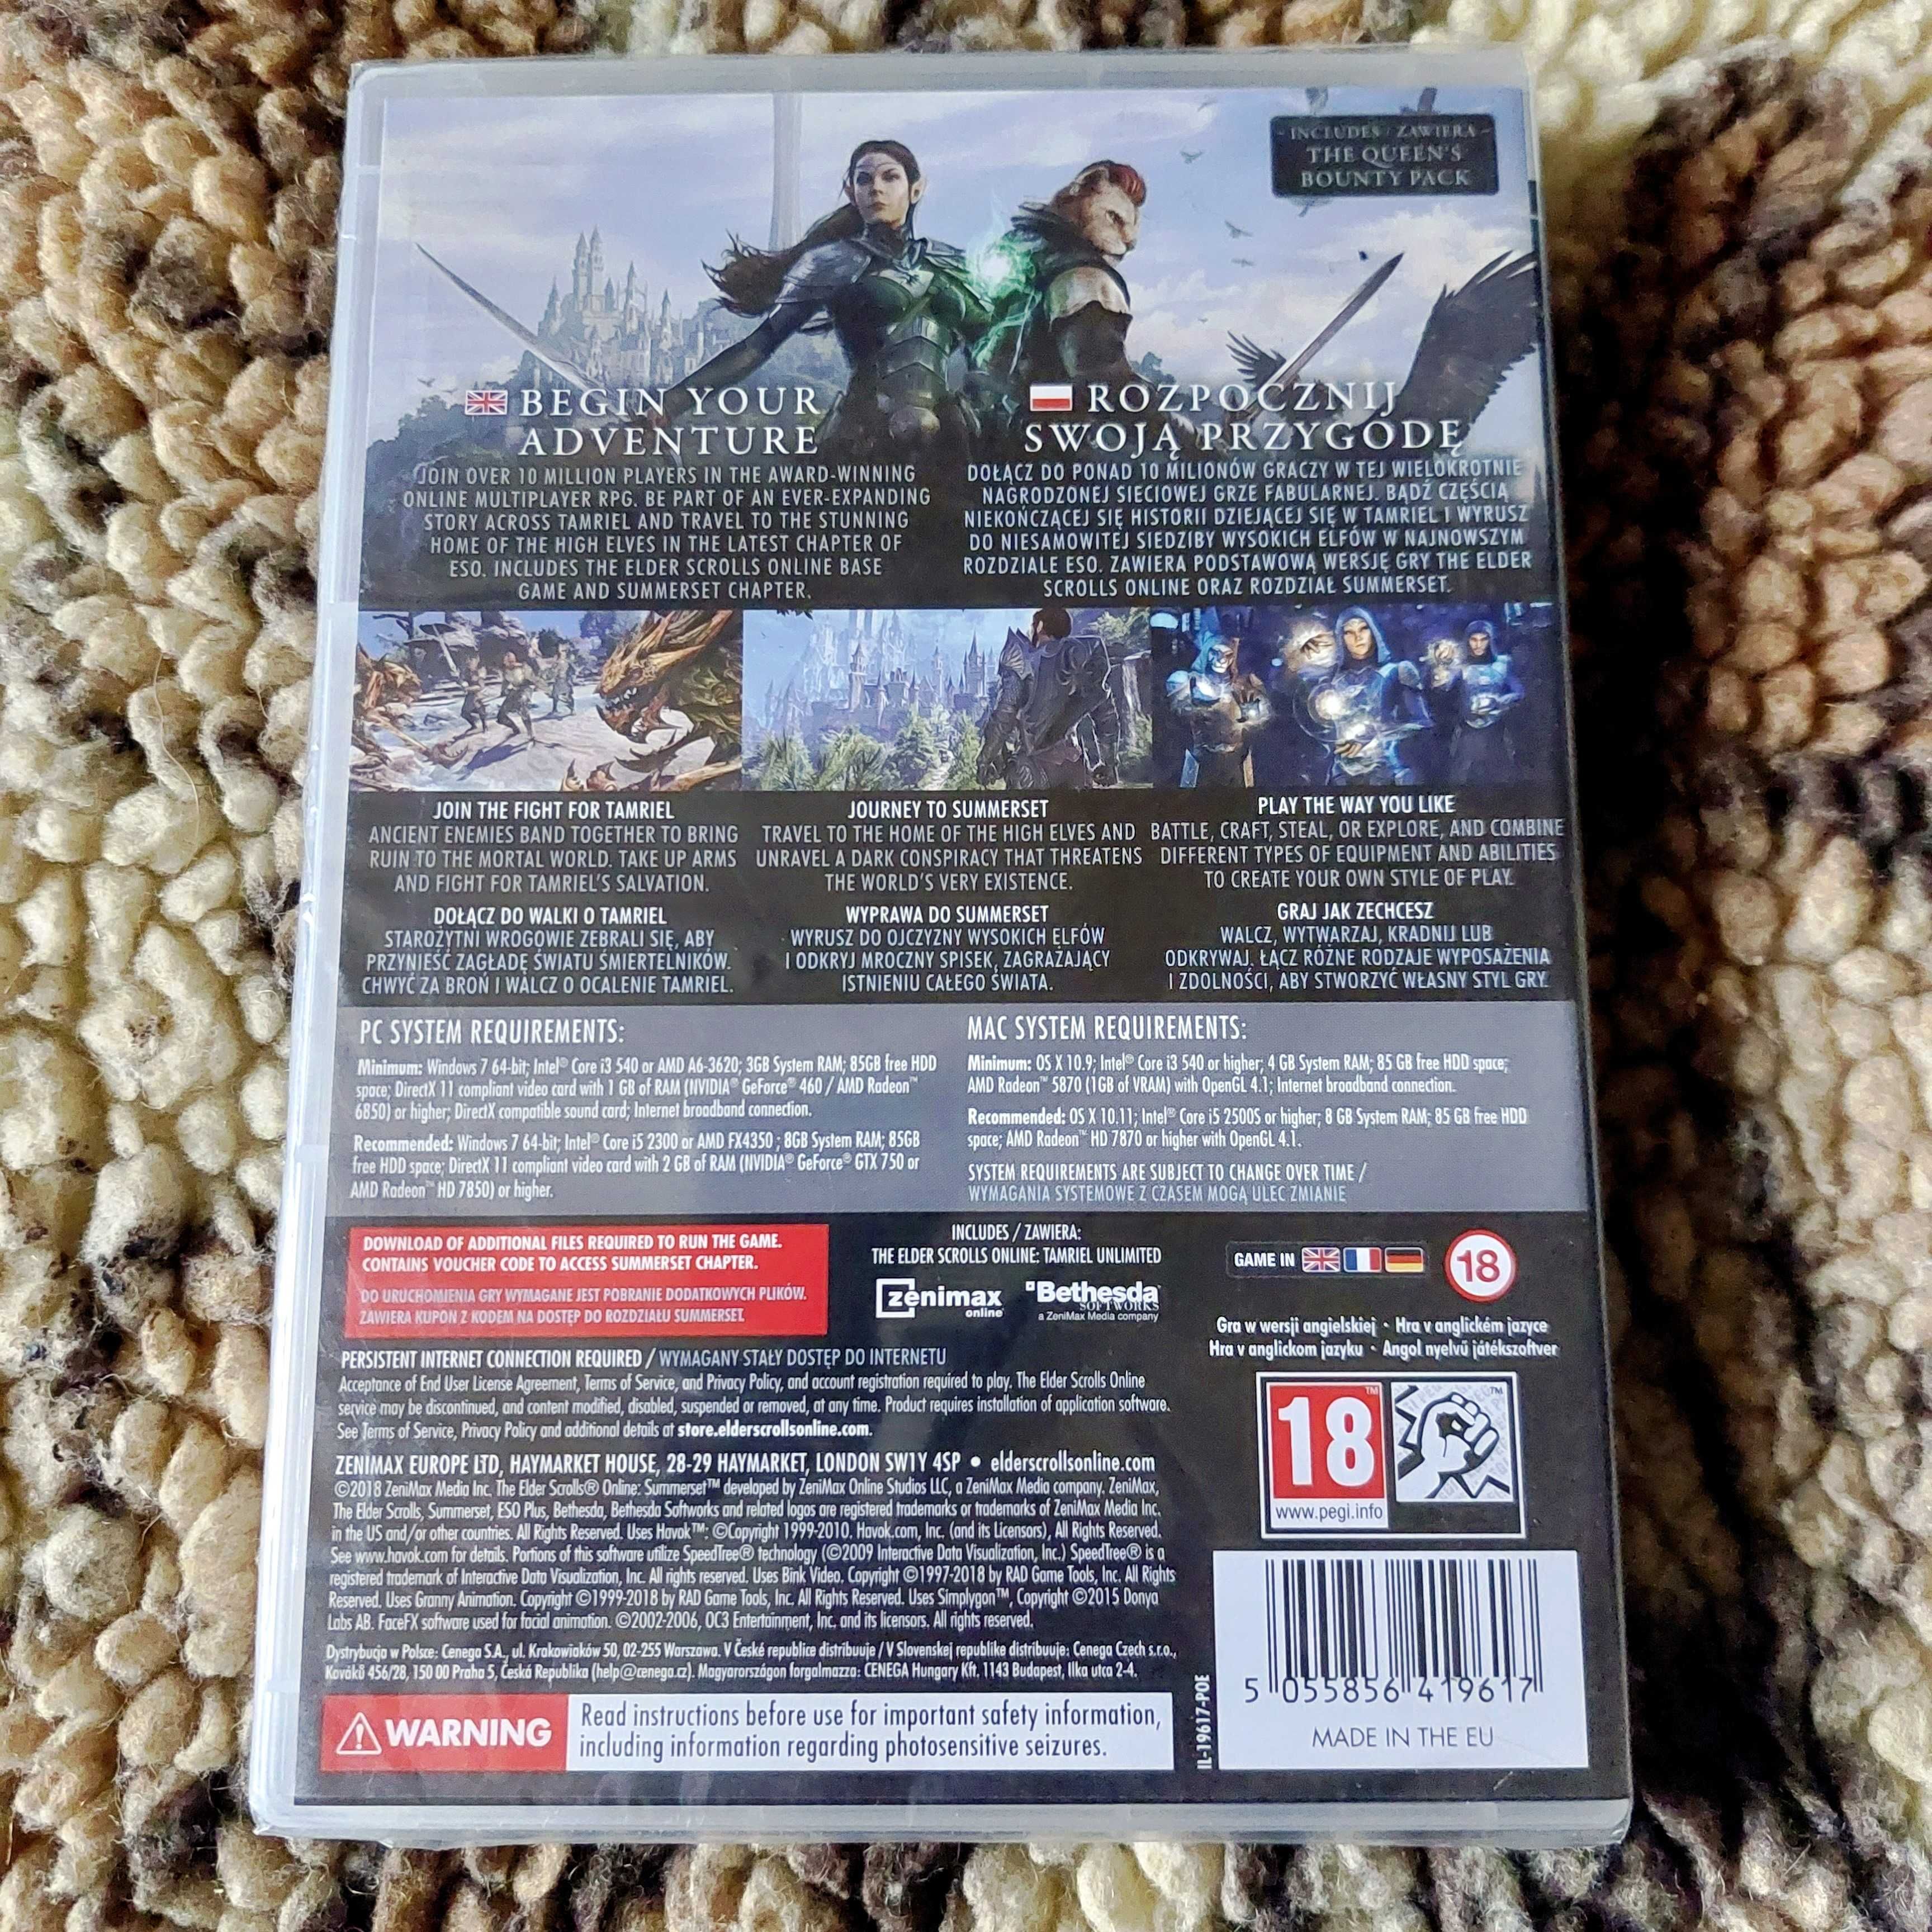 INCLUDES / ZAWIERA
THE QUEEN'S
BOUNTY PACK
BEGIN YOUR
ADVENTURE
JOIN OVER 10 MILLION PLAYERS IN THE AWARD-WINNING
ONLINE MULTIPLAYER RPG. BE PART OF AN EVER-EXPANDING
STORY ACROSS TAMRIEL AND TRAVEL TO THE STUNNING
HOME OF THE HIGH ELVES IN THE LATEST CHAPTER OF
ESO. INCLUDES THE ELDER SCROLLS ONLINE BASE
GAME AND SUMMERSET CHAPTER.
ROZPOCZNIJ
SWOJĄ PRZYGODĘ
DOŁĄCZ DO PONAD 10 MILIONÓW GRACZY W TEJ WIELOKROTNIE
NAGRODZONEJ SIECIOWEJ GRZE FABULARNEJ. BĄDŹ CZĘŚCIĄ
NIEKOŃCZĄCEJ SIĘ HISTORII DZIEJĄCEJ SIĘ W TAMRIEL I WYRUSZ
DO NIESAMOWITEJ SIEDZIBY WYSOKICH ELFÓW W NAJNOWSZYM
ROZDZIALE ESO. ZAWIERA PODSTAWOWĄ WERSJĘ GRY THE ELDER
SCROLLS ONLINE ORAZ ROZDZIAŁ SUMMERSET.
JOIN THE FIGHT FOR TAMRIEL
ANCIENT ENEMIES BAND TOGETHER TO BRING
RUIN TO THE MORTAL WORLD. TAKE UP ARMS
AND FIGHT FOR TAMRIEL'S SALVATION.
DOŁĄCZ DO WALKI O TAMRIEL
STAROŻYTNI WROGOWIE ZEBRALI SIĘ, ABY
PRZYNIEŚĆ ZAGŁADĘ ŚWIATU ŚMIERTELNIKÓW.
CHWYĆ ZA BROŃ I WALCZ O OCALENIE TAMRIEL.
JOURNEY TO SUMMERSET
TRAVEL TO THE HOME OF THE HIGH ELVES AND
UNRAVEL A DARK CONSPIRACY THAT THREATENS
THE WORLD'S VERY EXISTENCE.
WYPRAWA DO SUMMERSET
WYRUSZ DO OJCZYZNY WYSOKICH ELFÓW
I ODKRYJ MROCZNY SPISEK, ZAGRAŻAJĄCY
ISTNIENIU CAŁEGO ŚWIATA.
PLAY THE WAY YOU LIKE
BATTLE, CRAFT, STEAL, OR EXPLORE, AND COMBINE
DIFFERENT TYPES OF EQUIPMENT AND ABILITIES
TO CREATE YOUR OWN STYLE OF PLAY.
GRAJ JAK ZECHCESZ
WALCZ, WYTWARZAJ, KRADNIJ LUB
ODKRYWAJ. ŁĄCZ RÓŻNE RODZAJE WYPOSAŻENIA
I ZDOLNOŚCI, ABY STWORZYĆ WŁASNY STYL GRY.
PC SYSTEM REQUIREMENTS:
Minimum: Windows 7 64-bit; Intel® Core i3 540 or AMD A6-3620; 3GB System RAM; 85GB free HDD
space; DirectX 11 compliant video card with 1 GB of RAM (NVIDIA® GeForce® 460 / AMD Radeon™
6850) or higher; DirectX compatible sound card; Internet broadband connection.
Recommended: Windows 7 64-bit; Intel® Core i5 2300 or AMD FX4350 ; 8GB System RAM; 85GB
free HDD space; DirectX 11 compliant video card with 2 GB of RAM (NVIDIA® GeForce® GTX 750 or
AMD Radeon™ HD 7850) or higher.
MAC SYSTEM REQUIREMENTS:
Minimum: OS X 10.9; Intel® Core i3 540 or higher; 4 GB System RAM; 85 GB free HDD space;
AMD Radeon™ 5870 (1GB of VRAM) with OpenGL 4.1; Internet broadband connection.
Recommended: OS X 10.11; Intel® Core i5 2500S or higher; 8 GB System RAM; 85 GB free HDD
space; AMD Radeon™ HD 7870 or higher with OpenGL 4.1.
SYSTEM REQUIREMENTS ARE SUBJECT TO CHANGE OVER TIME /
WYMAGANIA SYSTEMOWE Z CZASEM MOGĄ ULEC ZMIANIE
DOWNLOAD OF ADDITIONAL FILES REQUIRED TO RUN THE GAME.
CONTAINS VOUCHER CODE TO ACCESS SUMMERSET CHAPTER.
DO URUCHOMIENIA GRY WYMAGANE JEST POBRANIE DODATKOWYCH PLIKÓW.
ZAWIERA KUPON Z KODEM NA DOSTĘP DO ROZDZIAŁU SUMMERSET.
INCLUDES / ZAWIERA:
THE ELDER SCROLLS ONLINE: TAMRIEL UNLIMITED
zenimax
online
Bethesda
SOFTWORKS
a ZeniMax Media company
GAME IN
18
Gra w wersji angielskiej • Hra v anglickém jazyce
Hra v anglickom jazyku • Angol nyelvű játékszoftver
PERSISTENT INTERNET CONNECTION REQUIRED / WYMAGANY STAŁY DOSTĘP DO INTERNETU
Acceptance of End User License Agreement, Terms of Service, and Privacy Policy, and account registration required to play. The Elder Scrolls Online
service may be discontinued, and content modified, disabled, suspended or removed, at any time. Product requires installation of application software.
See Terms of Service, Privacy Policy and additional details at store.elderscrollsonline.com.
ZENIMAX EUROPE LTD, HAYMARKET HOUSE, 28-29 HAYMARKET, LONDON SW1Y 4SP • elderscrollsonline.com
©2018 ZeniMax Media Inc. The Elder Scrolls® Online: Summerset™ developed by ZeniMax Online Studios LLC, a ZeniMax Media company. ZeniMax,
The Elder Scrolls, Summerset, ESO Plus, Bethesda, Bethesda Softworks and related logos are registered trademarks or trademarks of ZeniMax Media Inc.
in the US and/or other countries. All Rights Reserved. Uses Havok™: ©Copyright 1999-2010. Havok.com, Inc. (and its Licensors), All Rights Reserved.
See www.havok.com for details. Portions of this software utilize SpeedTree® technology (©2009 Interactive Data Visualization, Inc.) SpeedTree® is a
registered trademark of Interactive Data Visualization, Inc. All rights reserved. Uses Bink Video. Copyright ©1997-2018 by RAD Game Tools, Inc. All Rights
Reserved. Uses Granny Animation. Copyright ©1999-2018 by RAD Game Tools, Inc. All Rights Reserved. Uses Simplygon™, Copyright ©2015 Donya
Labs AB. FaceFX software used for facial animation. ©2002-2006, OC3 Entertainment, Inc. and its licensors. All rights reserved.
Dystrybucja w Polsce: Cenega S.A., ul. Krakowiaków 50, 02-255 Warszawa. V České republice distribuuje / V Slovenskej republike distribuuje: Cenega Czech s.r.o.,
Kováků 456/28, 150 00 Praha 5, Česká Republika (help@cenega.cz). Magyarországon forgalmazza: CENEGA Hungary Kft. 1143 Budapest, Ilka utca 2-4.
WARNING
Read instructions before use for important safety information,
including information regarding photosensitive seizures.
18
™
™
www.pegi.info
IL-19617-POE
5 055856 419617
MADE IN THE EU